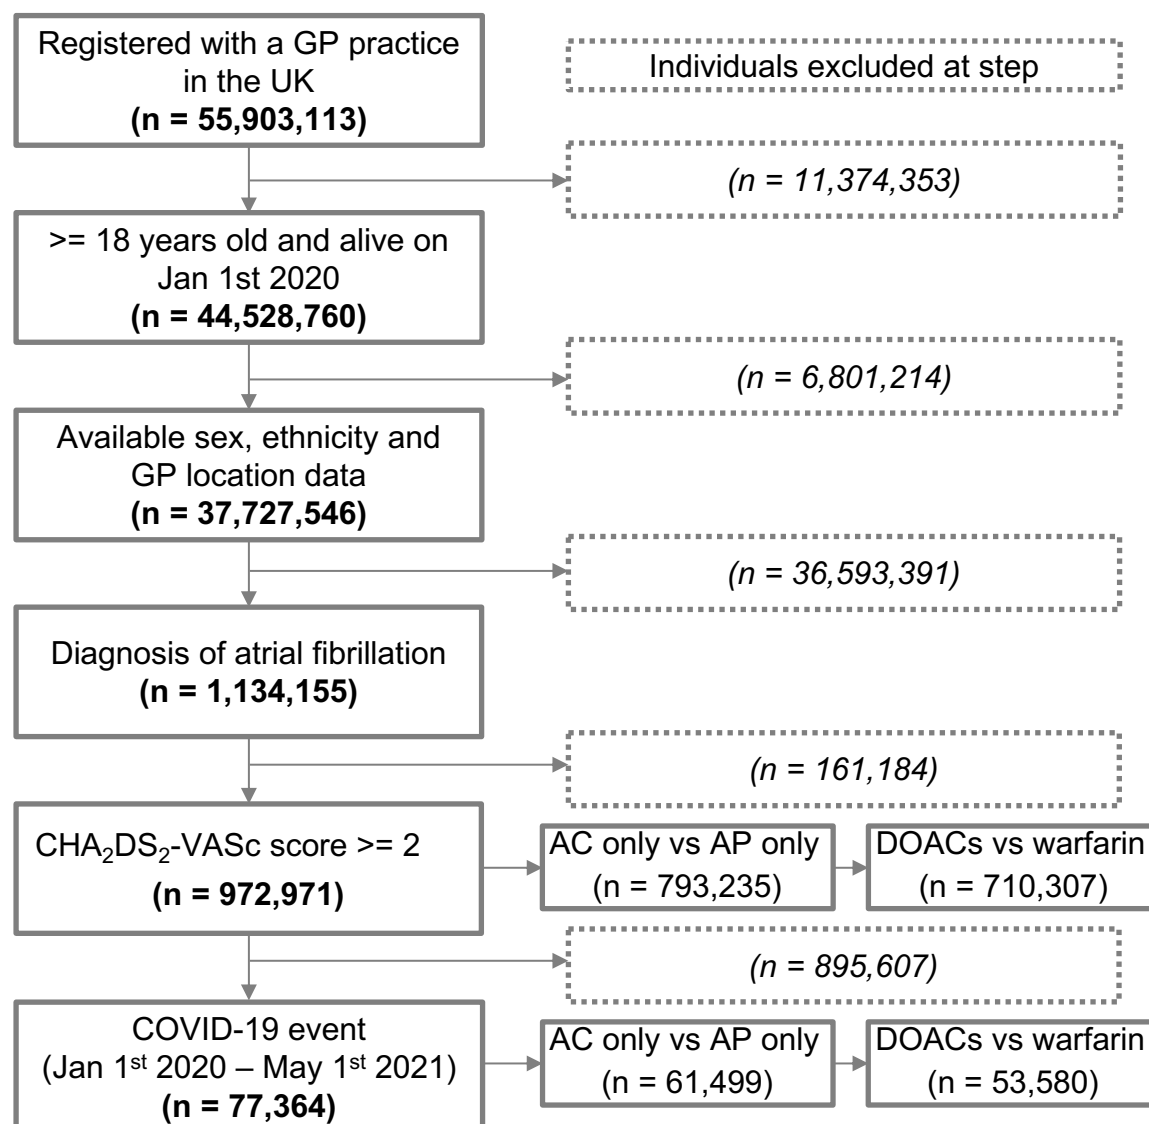 Registered with a GP practice
in the UK
(n = 55,903,113)
Individuals excluded at step
(n = 11,374,353)
>= 18 years old and alive on
Jan 1st 2020
(n = 44,528,760)
(n = 6,801,214)
Available sex, ethnicity and
GP location data
(n = 37,727,546)
(n = 36,593,391)
Diagnosis of atrial fibrillation
(n = 1,134,155)
(n = 161,184)
CHA₂DS₂-VASc score >= 2
(n = 972,971)
AC only vs AP only
(n = 793,235)
DOACs vs warfarin
(n = 710,307)
(n = 895,607)
COVID-19 event
(Jan 1ˢᵗ 2020 – May 1ˢᵗ 2021)
(n = 77,364)
AC only vs AP only
(n = 61,499)
DOACs vs warfarin
(n = 53,580)